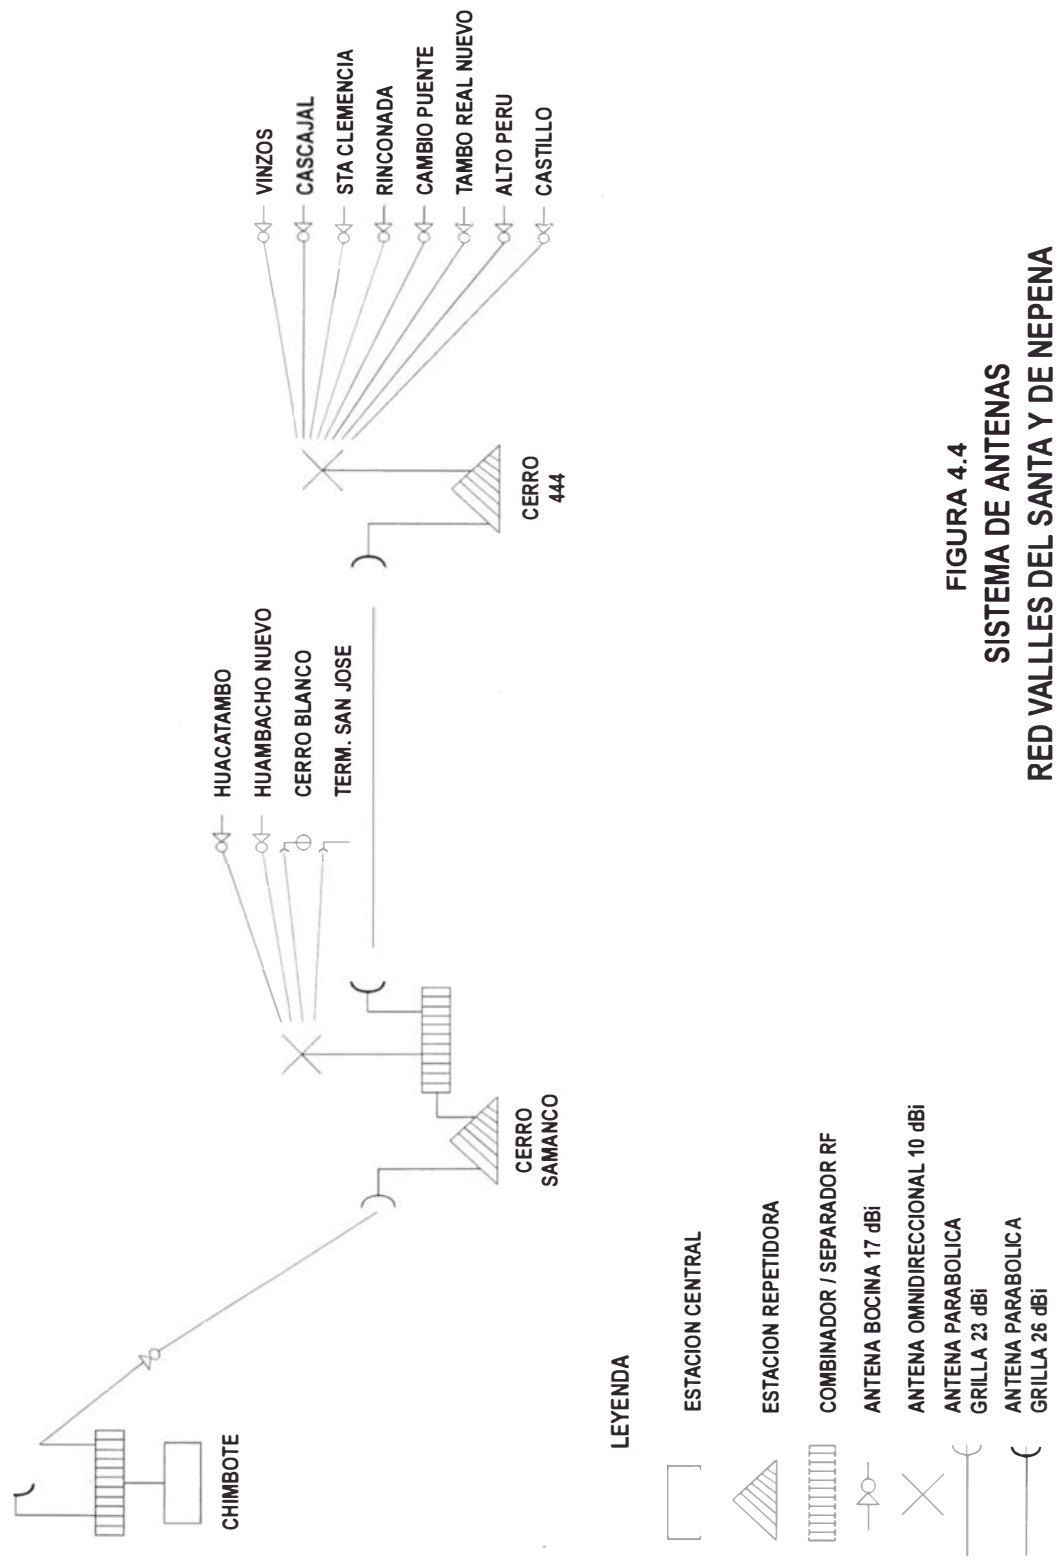 CHIMBOTE
CERRO
SAMANCO
HUACATAMBO
HUAMBACHO NUEVO
CERRO BLANCO
TERM. SAN JOSE
CERRO
444
VINZOS
CASCAJAL
STA CLEMENCIA
RINCONADA
CAMBIO PUENTE
TAMBO REAL NUEVO
ALTO PERU
CASTILLO
LEYENDA
ESTACION CENTRAL
ESTACION REPETIDORA
COMBINADOR / SEPARADOR RF
ANTENA BOCINA 17 dBi
ANTENA OMNIDIRECCIONAL 10 dBi
ANTENA PARABOLICA
GRILLA 23 dBi
ANTENA PARABOLICA
GRILLA 26 dBi
FIGURA 4.4
SISTEMA DE ANTENAS
RED VALLLES DEL SANTA Y DE NEPENA